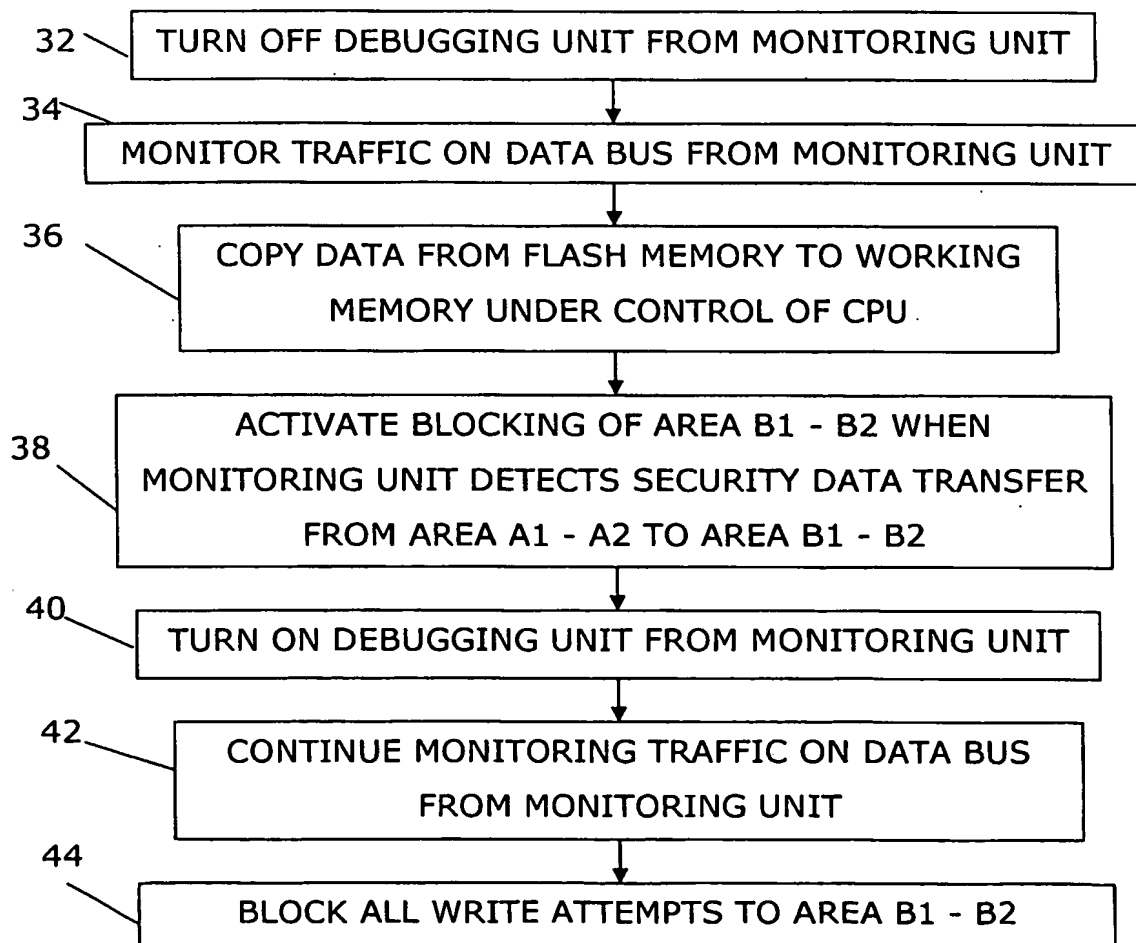 32
TURN OFF DEBUGGING UNIT FROM MONITORING UNIT
34
MONITOR TRAFFIC ON DATA BUS FROM MONITORING UNIT
36
COPY DATA FROM FLASH MEMORY TO WORKING
MEMORY UNDER CONTROL OF CPU
38
ACTIVATE BLOCKING OF AREA B1 - B2 WHEN
MONITORING UNIT DETECTS SECURITY DATA TRANSFER
FROM AREA A1 - A2 TO AREA B1 - B2
40
TURN ON DEBUGGING UNIT FROM MONITORING UNIT
42
CONTINUE MONITORING TRAFFIC ON DATA BUS
FROM MONITORING UNIT
44
BLOCK ALL WRITE ATTEMPTS TO AREA B1 - B2